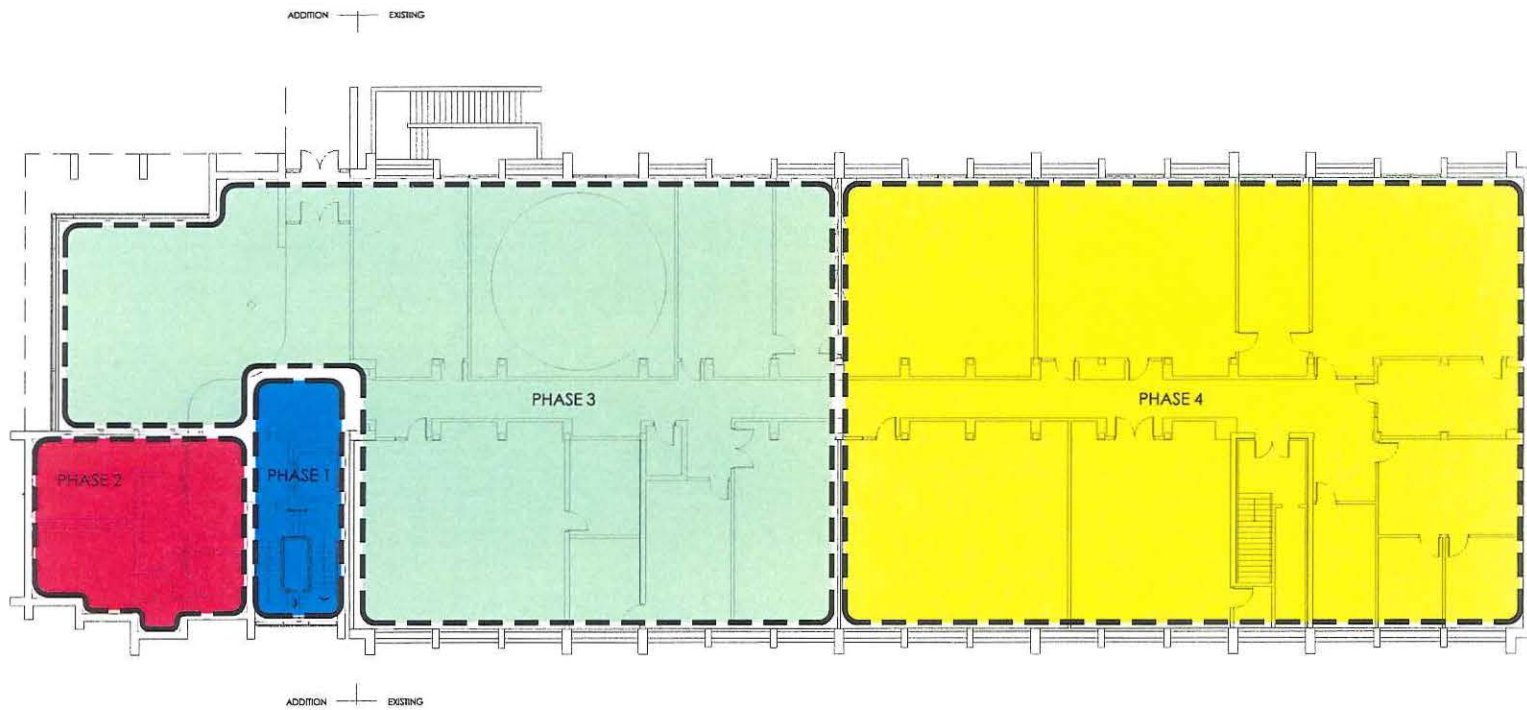 ADDITION EXISTING
PHASE 3
PHASE 4
PHASE 2
PHASE 1
ADDITION EXISTING